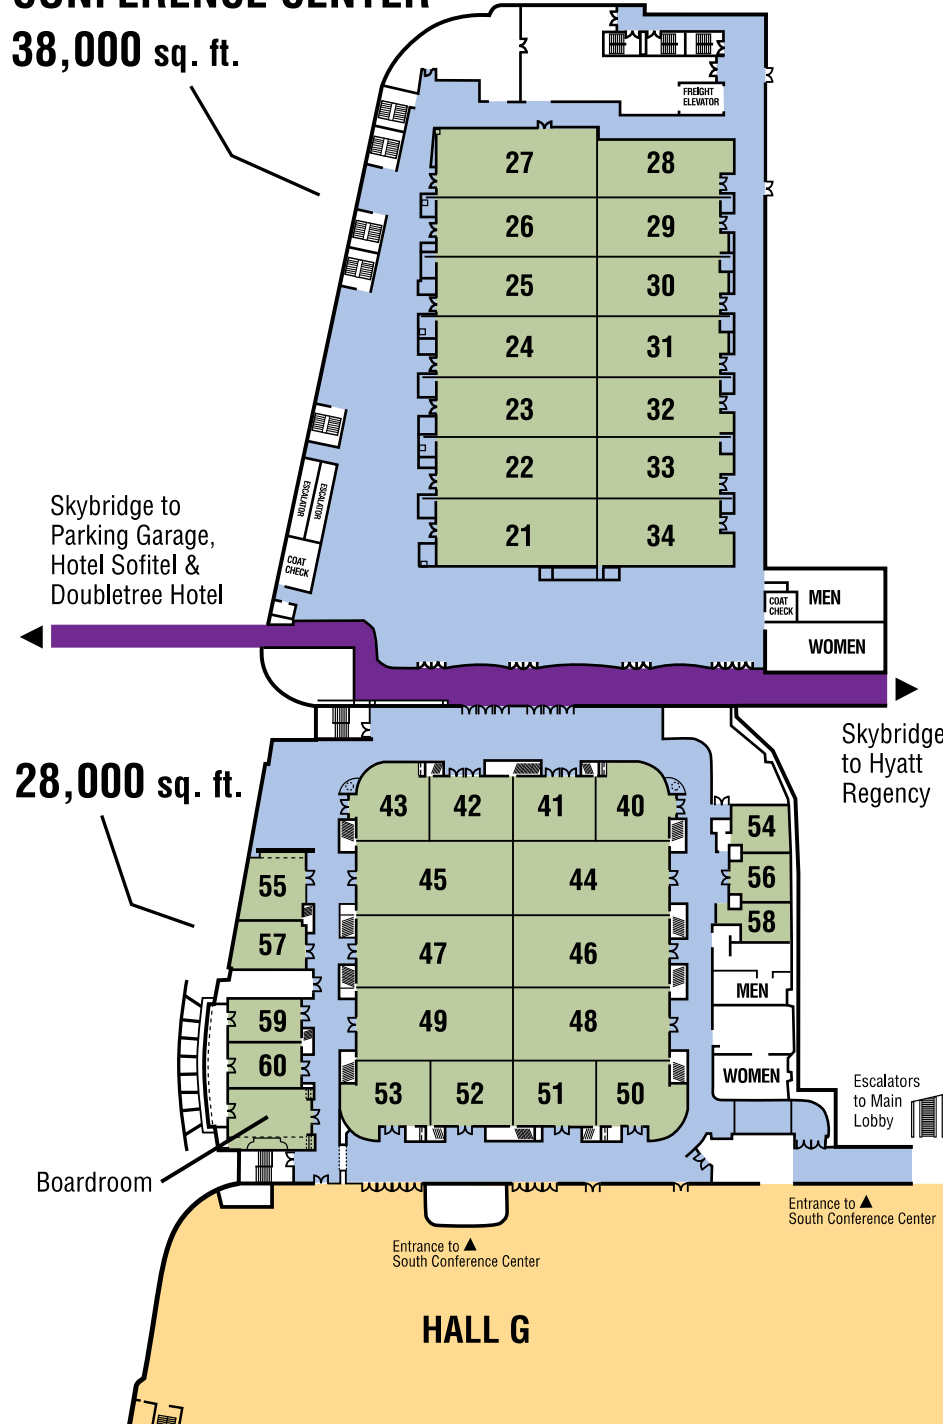 CONFERENCE CENTER
38,000 sq. ft.
FREIGHT
ELEVATOR
27
28
26
29
25
30
24
31
23
32
22
33
21
34
ESCALATOR
ESCALATOR
COAT
CHECK
Skybridge to
Parking Garage,
Hotel Sofitel &
Doubletree Hotel
COAT
CHECK
MEN
WOMEN
Skybridge
to Hyatt
Regency
28,000 sq. ft.
43
42
41
40
54
45
44
56
55
58
57
47
46
MEN
59
49
48
60
WOMEN
53
52
51
50
Escalators
to Main
Lobby
Boardroom
Entrance to ▲
South Conference Center
Entrance to ▲
South Conference Center
HALL G